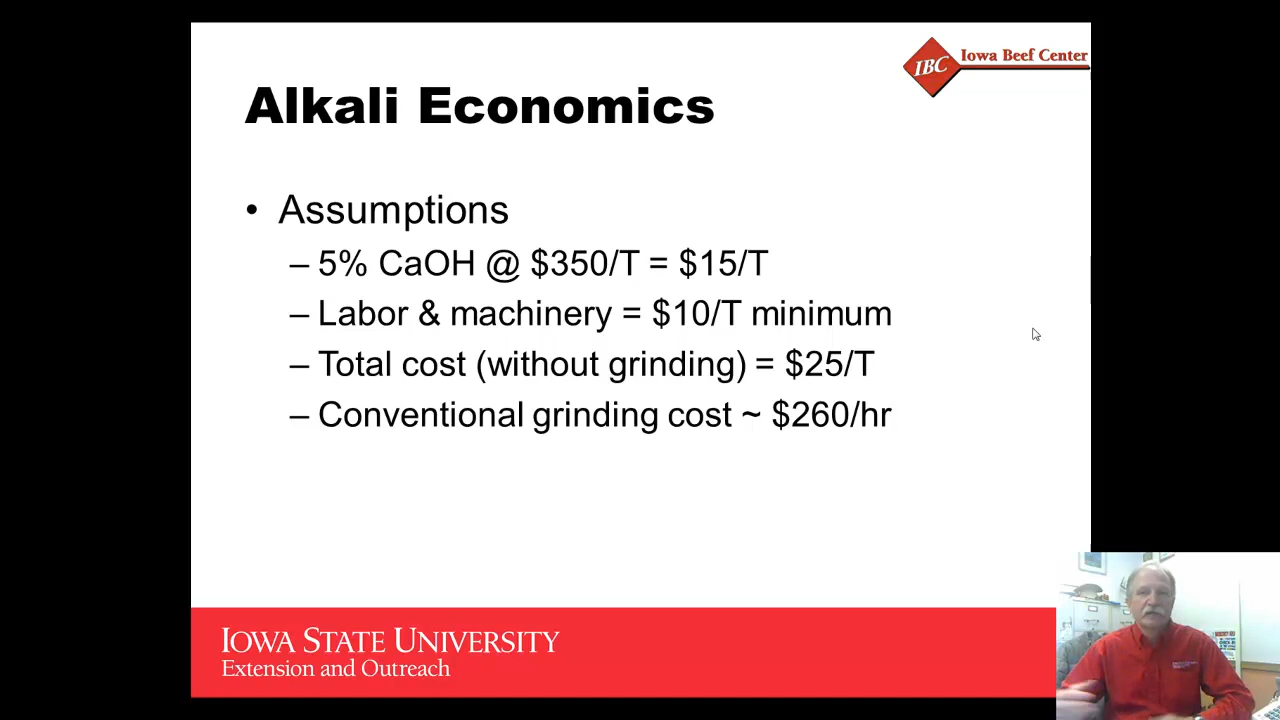 IBC Iowa Beef Center
Alkali Economics
• Assumptions
– 5% CaOH @ $350/T = $15/T
– Labor & machinery = $10/T minimum
– Total cost (without grinding) = $25/T
– Conventional grinding cost ~ $260/hr
IOWA STATE UNIVERSITY
Extension and Outreach